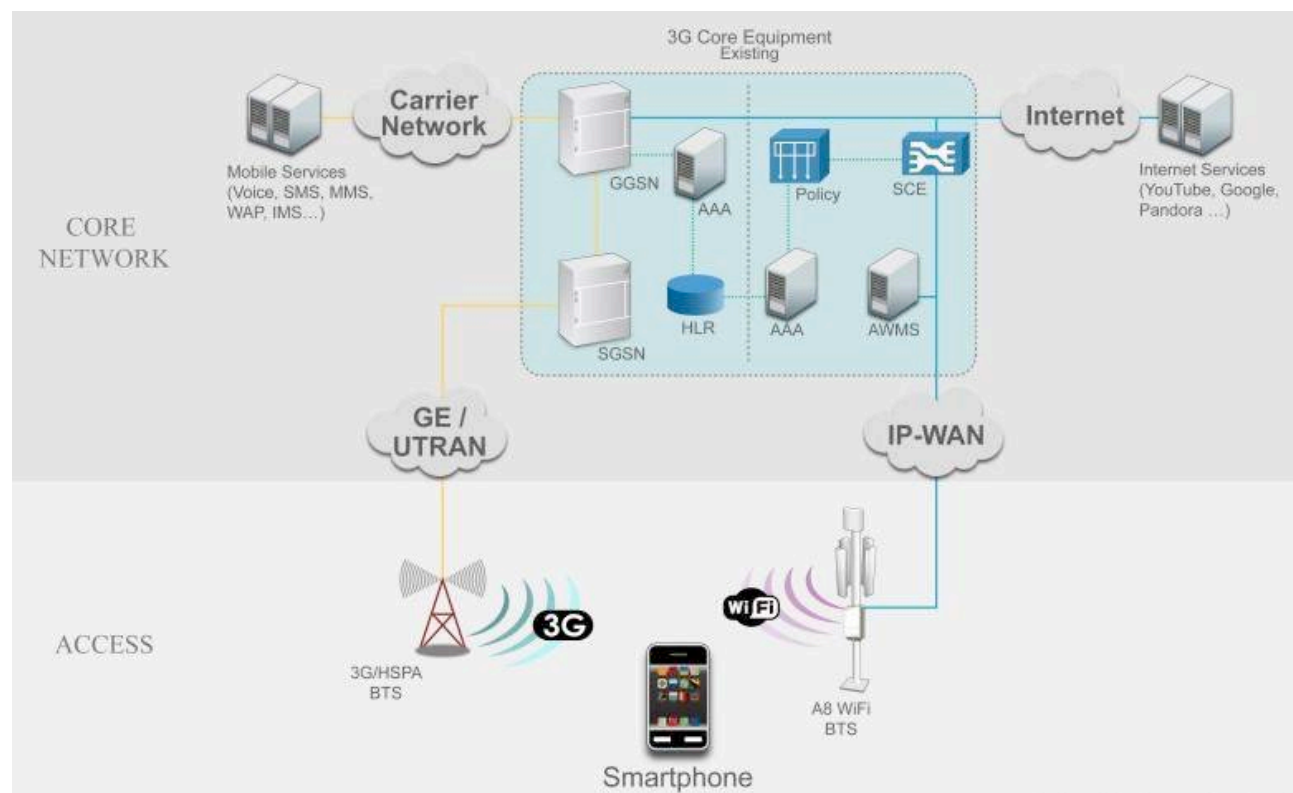 3G Core Equipment
Existing
Carrier
Network
Internet
Mobile Services
(Voice, SMS, MMS,
WAP, IMS...)
GGSN
AAA
Policy
SCE
Internet Services
(YouTube, Google,
Pandora ...)
CORE
NETWORK
HLR
AAA
AWMS
SGSN
GE /
UTRAN
IP-WAN
3G
WiFi
ACCESS
3G/HSPA
BTS
A8 WiFi
BTS
Smartphone